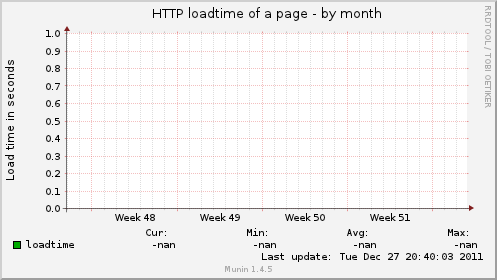 HTTP loadtime of a page - by month
RRDTOOL / TOBI OETIKER
Load time in seconds
1.0
0.9
0.8
0.7
0.6
0.5
0.4
0.3
0.2
0.1
0.0
Week 48 Week 49 Week 50 Week 51
Cur: Min: Avg: Max:
loadtime -nan -nan -nan -nan
Last update: Tue Dec 27 20:40:03 2011
Munin 1.4.5